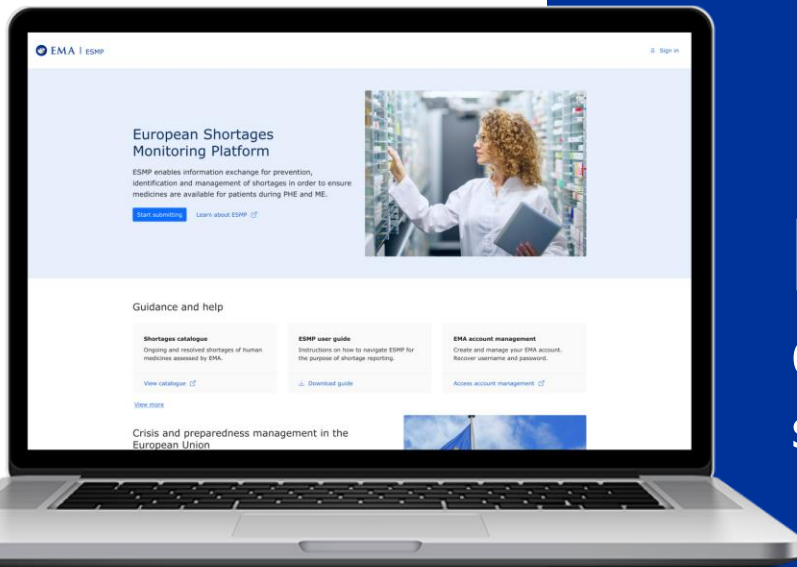 EMA | ESMP
Sign in
European Shortages
Monitoring Platform
ESMP enables information exchange for prevention,
identification and management of shortages in order to ensure
medicines are available for patients during PHE and ME.
Start submitting
Learn about ESMP
Guidance and help
Shortages catalogue
Ongoing and resolved shortages of human
medicines assessed by EMA.
View catalogue
ESMP user guide
Instructions on how to navigate ESMP for
the purpose of shortage reporting.
Download guide
EMA account management
Create and manage your EMA account.
Recover username and password.
Access account management
View more
Crisis and preparedness management in the
European Union